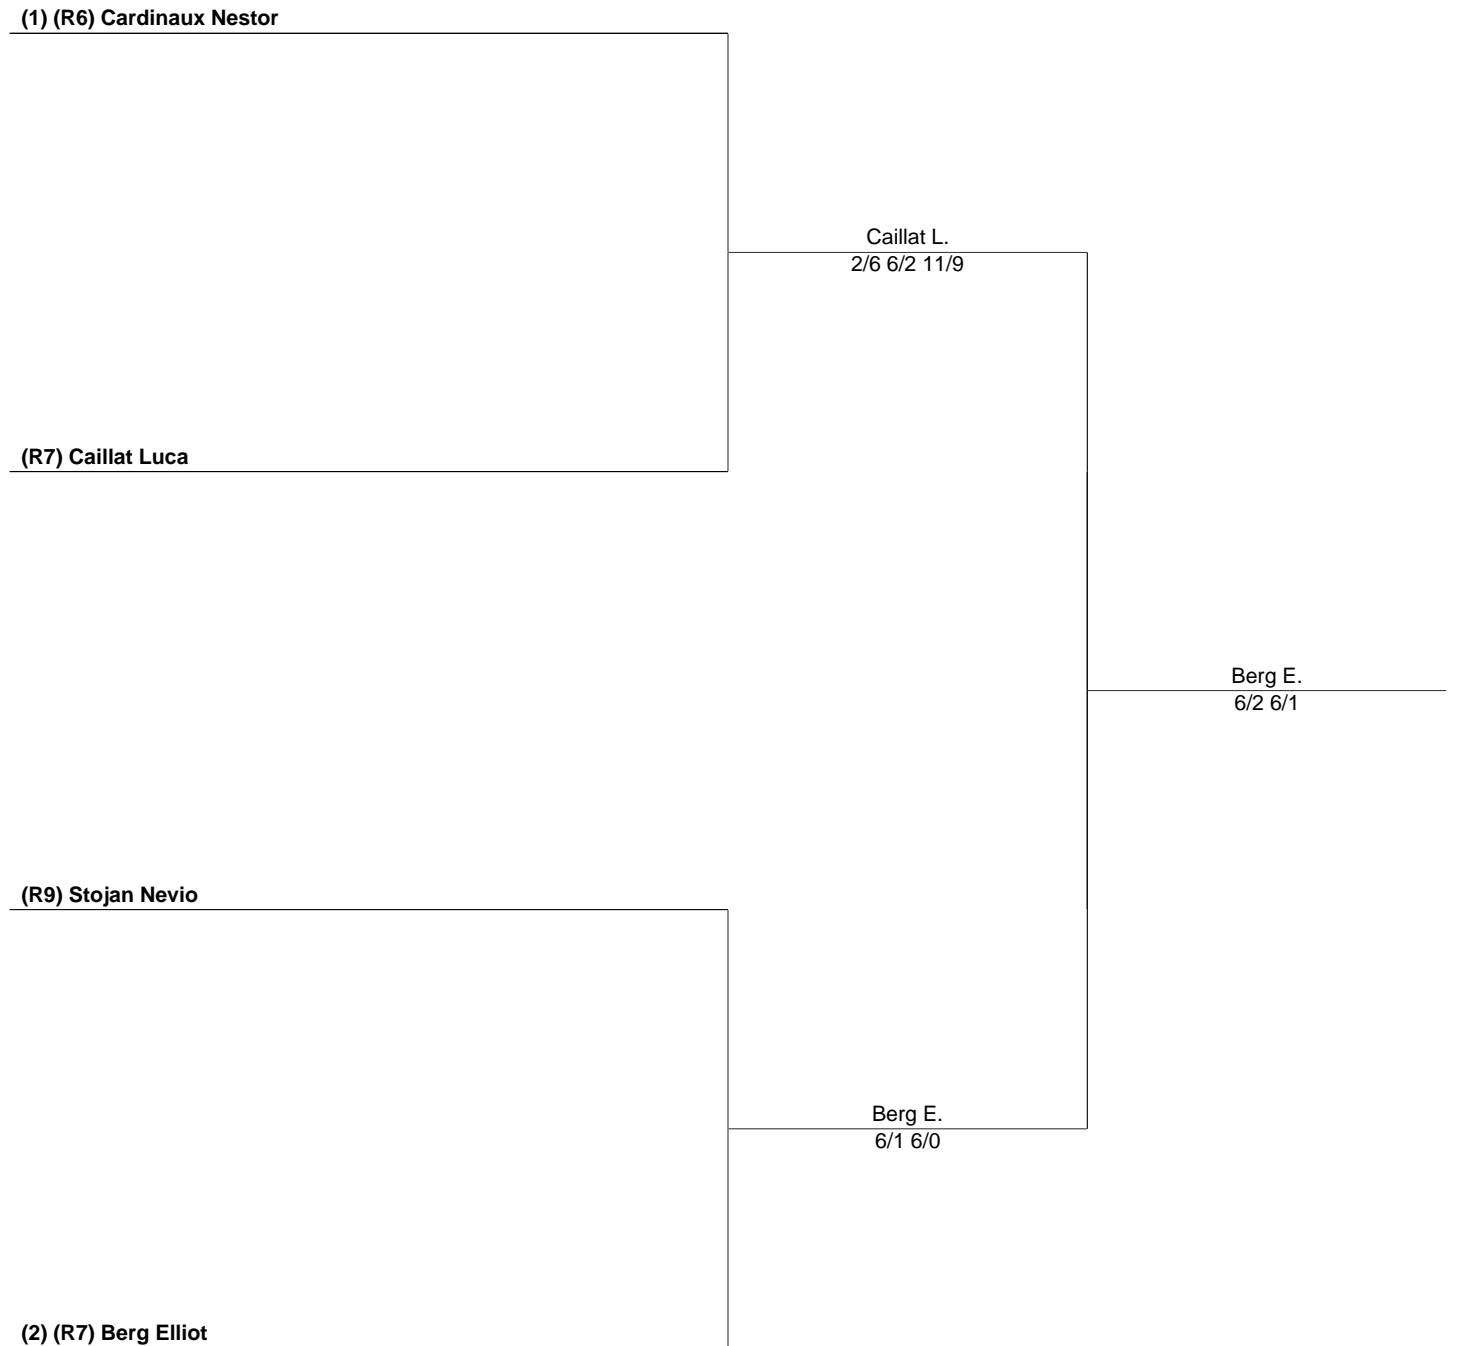 (1) (R6) Cardinaux Nestor
Caillat L.
2/6 6/2 11/9
(R7) Caillat Luca
Berg E.
6/2 6/1
(R9) Stojan Nevio
Berg E.
6/1 6/0
(2) (R7) Berg Elliot